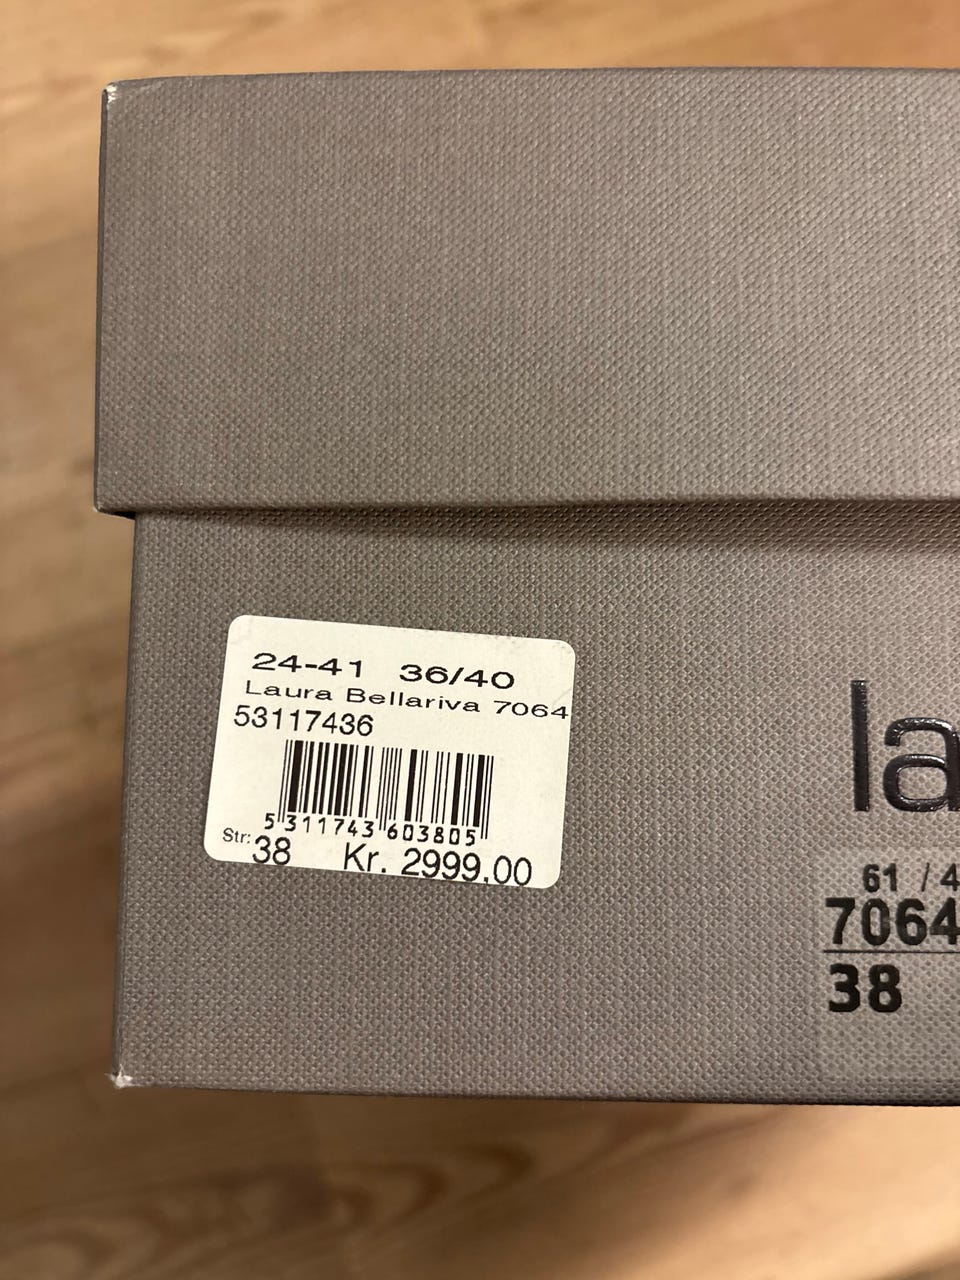 24-41 36/40
Laura Bellariva 7064
53117436
5 311743 603805
Str: 38 Kr. 2999,00
la
61 / 4
7064
38